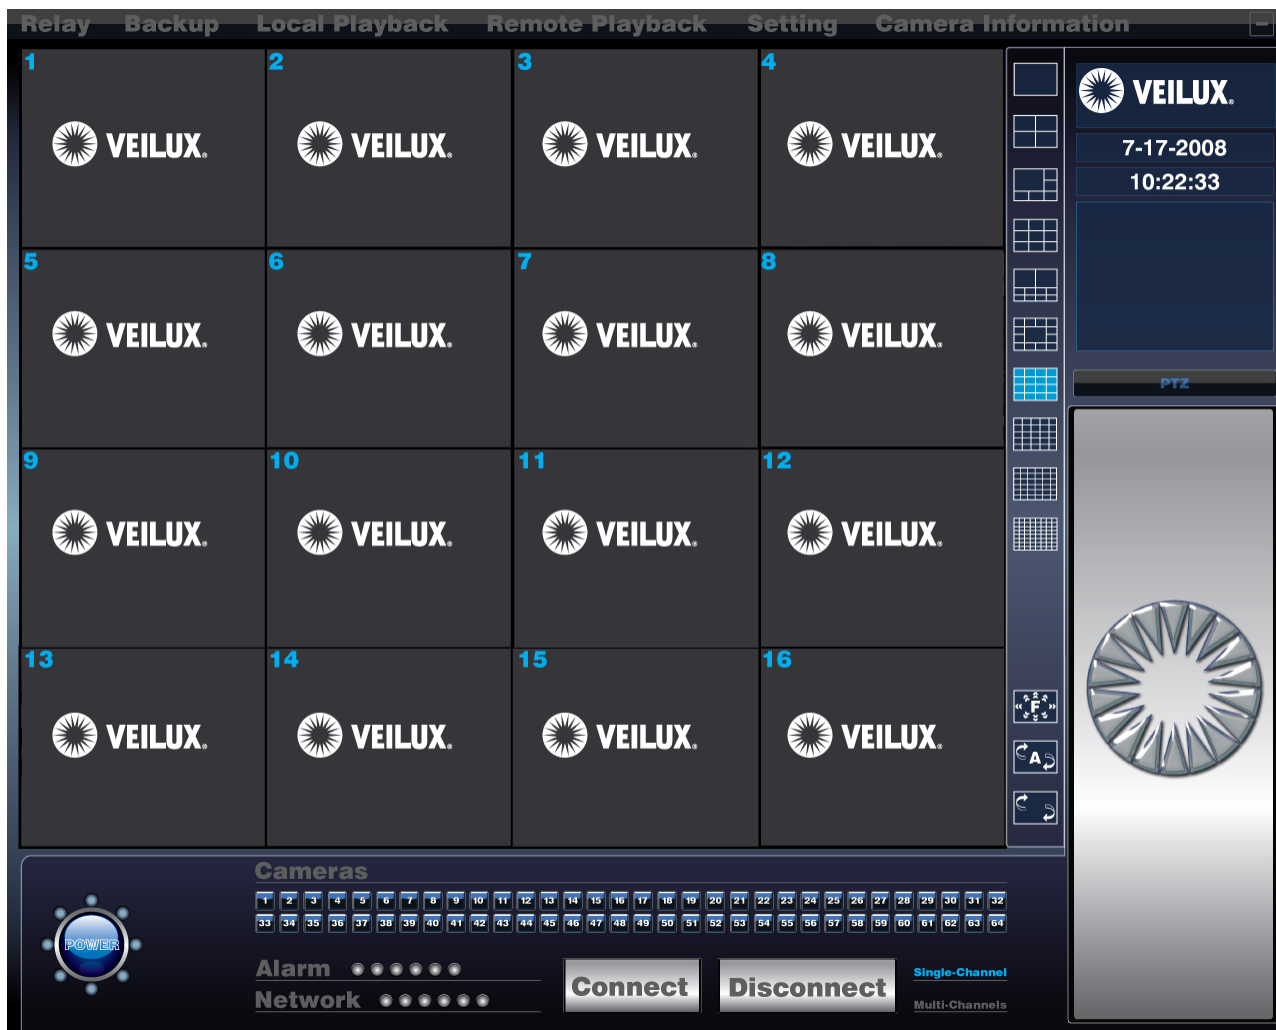 Relay Backup Local Playback Remote Playback Setting Camera Information
VEILUX®
7-17-2008
10:22:33
PTZ
1 2 3 4
VEILUX® VEILUX® VEILUX® VEILUX®
5 6 7 8
VEILUX® VEILUX® VEILUX® VEILUX®
9 10 11 12
VEILUX® VEILUX® VEILUX® VEILUX®
13 14 15 16
VEILUX® VEILUX® VEILUX® VEILUX®
F
A
Cameras
1 2 3 4 5 6 7 8 9 10 11 12 13 14 15 16 17 18 19 20 21 22 23 24 25 26 27 28 29 30 31 32
33 34 35 36 37 38 39 40 41 42 43 44 45 46 47 48 49 50 51 52 53 54 55 56 57 58 59 60 61 62 63 64
POWER
Alarm
Network
Connect Disconnect
Single-Channel
Multi-Channels